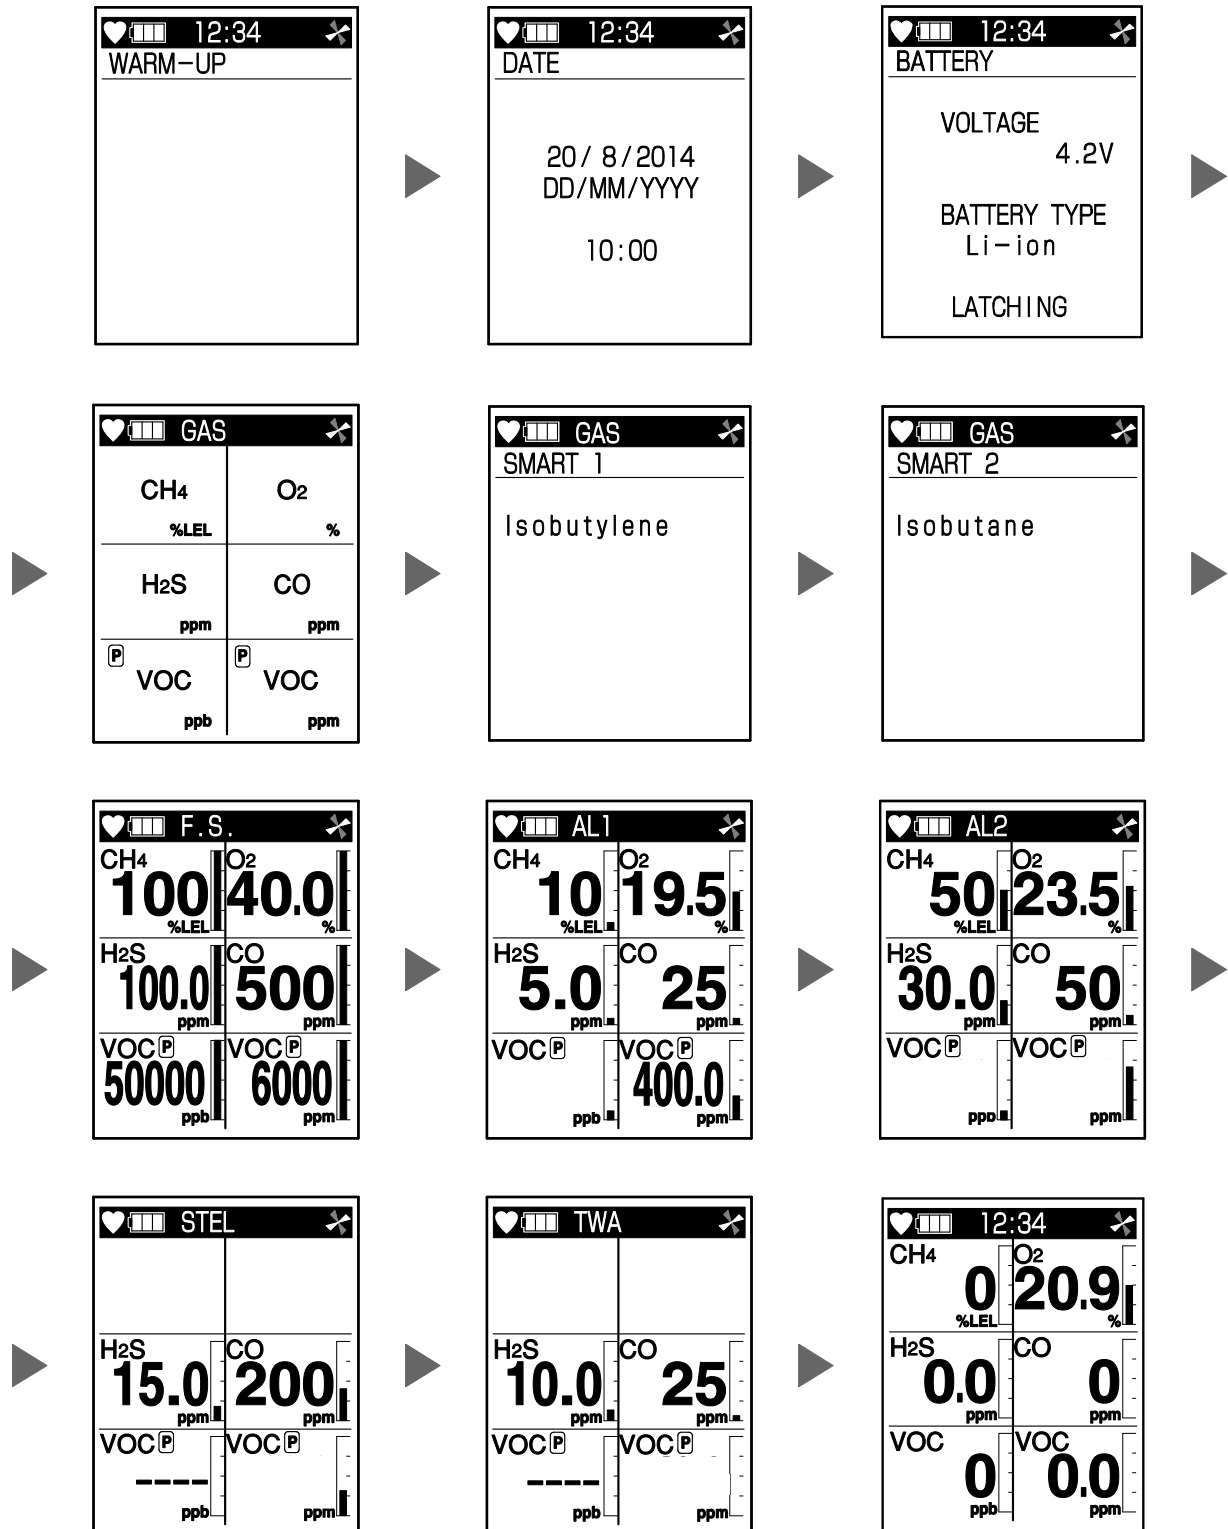 12:34
WARM-UP
12:34
DATE
20/ 8/2014
DD/MM/YYYY
10:00
12:34
BATTERY
VOLTAGE
4.2V
BATTERY TYPE
Li-ion
LATCHING
GAS
CH4 O2
%LEL %
H2S CO
ppm ppm
P P
VOC VOC
ppb ppm
GAS
SMART 1
Isobutylene
GAS
SMART 2
Isobutane
F.S.
CH4 O2
100 40.0
%LEL %
H2S CO
100.0 500
ppm ppm
VOC P VOC P
50000 6000
ppb ppm
AL1
CH4 O2
10 19.5
%LEL %
H2S CO
5.0 25
ppm ppm
VOC P VOC P
400.0
ppb ppm
AL2
CH4 O2
50 23.5
%LEL %
H2S CO
30.0 50
ppm ppm
VOC P VOC P
ppb ppm
STEL
H2S CO
15.0 200
ppm ppm
VOC P VOC P
----
ppb ppm
TWA
H2S CO
10.0 25
ppm ppm
VOC P VOC P
----
ppb ppm
12:34
CH4 O2
0 20.9
%LEL %
H2S CO
0.0 0
ppm ppm
VOC VOC
0 0.0
ppb ppm